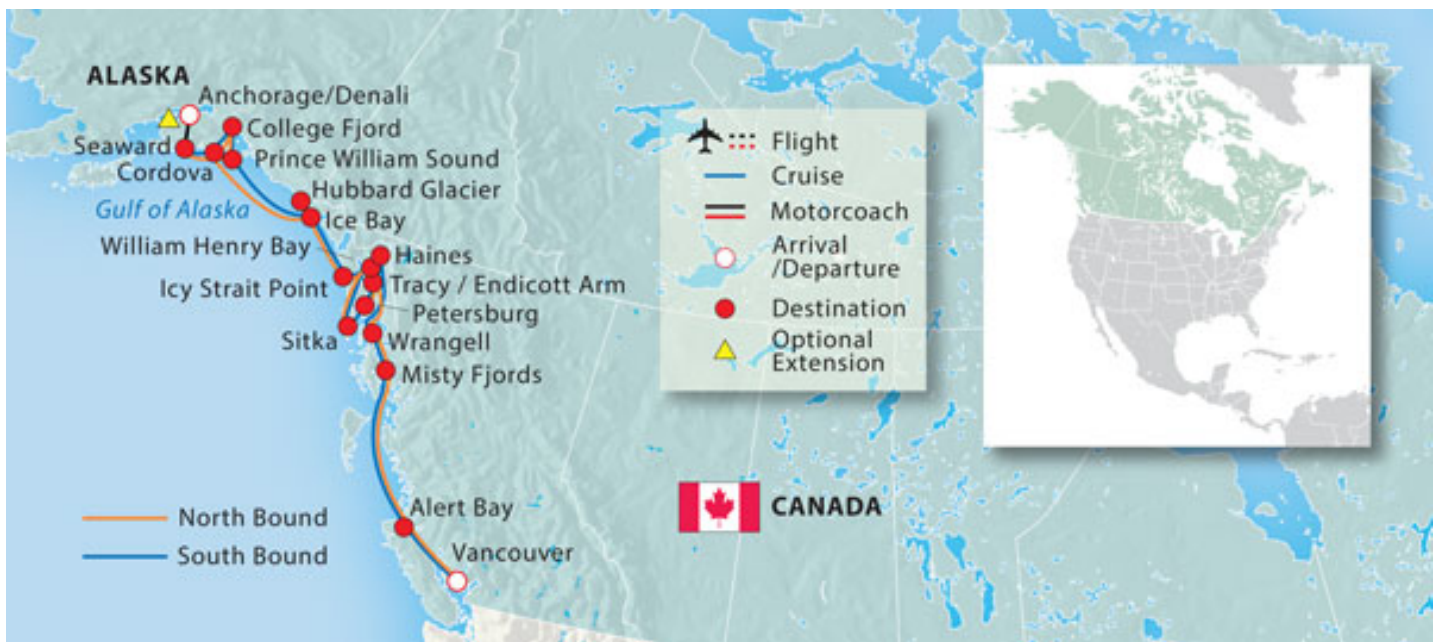 ALASKA
Anchorage/Denali
College Fjord
Seaward
Prince William Sound
Cordova
Hubbard Glacier
Gulf of Alaska
Ice Bay
William Henry Bay
Haines
Icy Strait Point
Tracy / Endicott Arm
Petersburg
Sitka
Wrangell
Misty Fjords
Alert Bay
Vancouver
North Bound
South Bound
CANADA
Flight
Cruise
Motorcoach
Arrival
/Departure
Destination
Optional
Extension